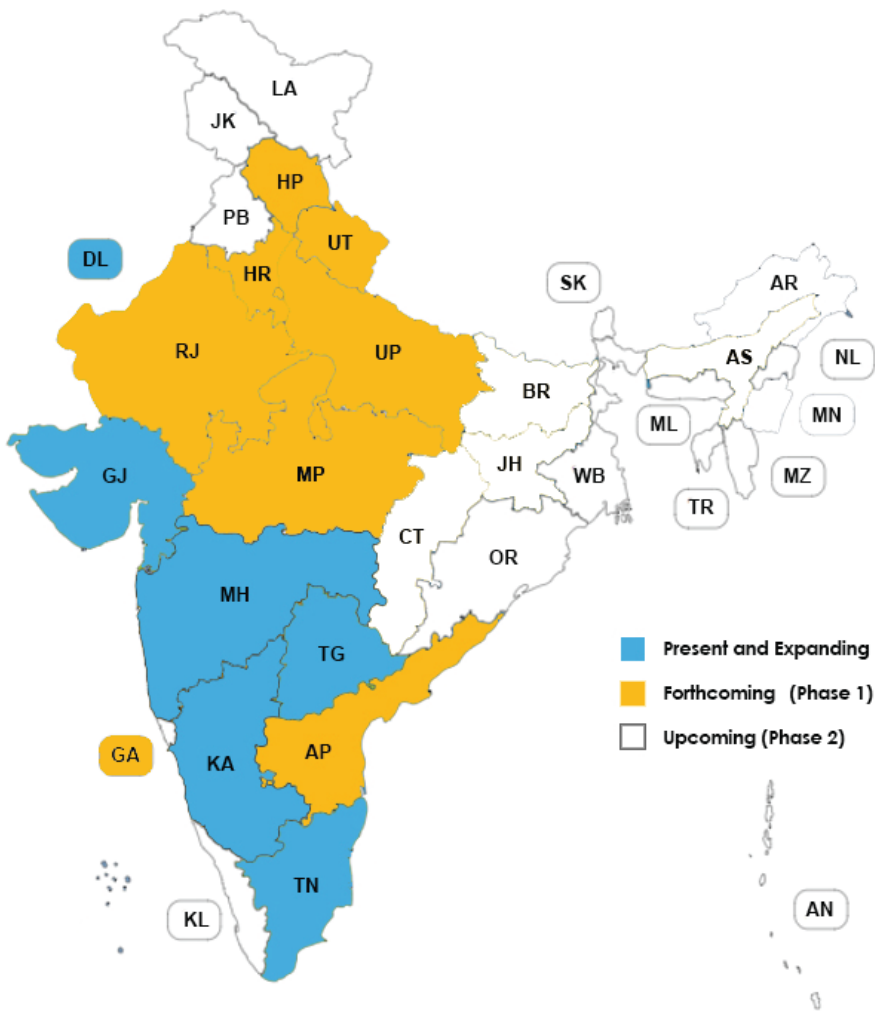 LA
JK
HP
PB
UT
DL
HR
SK
AR
RJ
UP
AS
NL
BR
ML
MN
GJ
MP
JH
WB
MZ
TR
CT
OR
MH
TG
Present and Expanding
Forthcoming (Phase 1)
Upcoming (Phase 2)
GA
KA
AP
TN
KL
AN